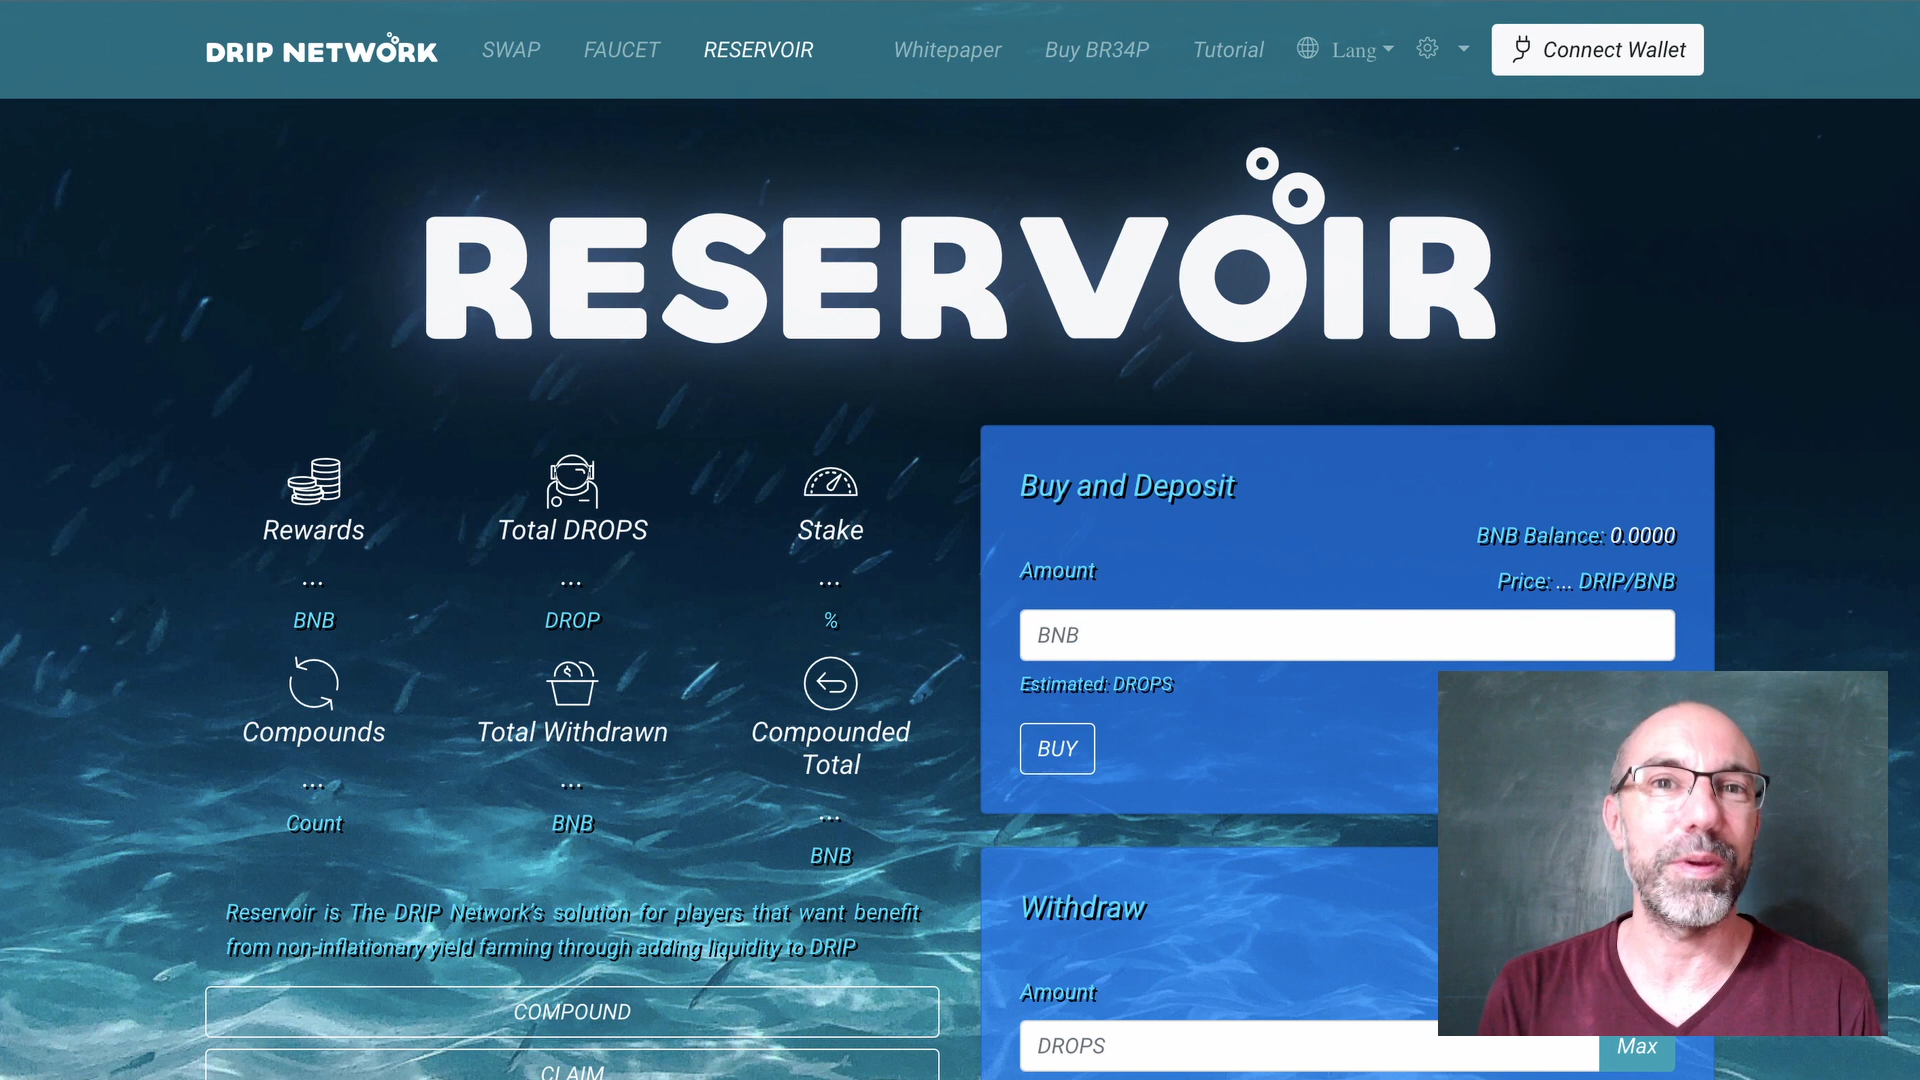 DRIP NETWORK SWAP FAUCET RESERVOIR Whitepaper Buy BR34P Tutorial Lang Connect Wallet
RESERVOIR
Rewards
...
BNB
Total DROPS
...
DROP
Stake
...
%
Compounds
...
Count
Total Withdrawn
...
BNB
Compounded
Total
...
BNB
Reservoir is The DRIP Network's solution for players that want benefit
from non-inflationary yield farming through adding liquidity to DRIP
COMPOUND
CLAIM
Buy and Deposit
BNB Balance: 0.0000
Amount
Price: ... DRIP/BNB
BNB
Estimated: DROPS
BUY
Withdraw
Amount
DROPS
Max